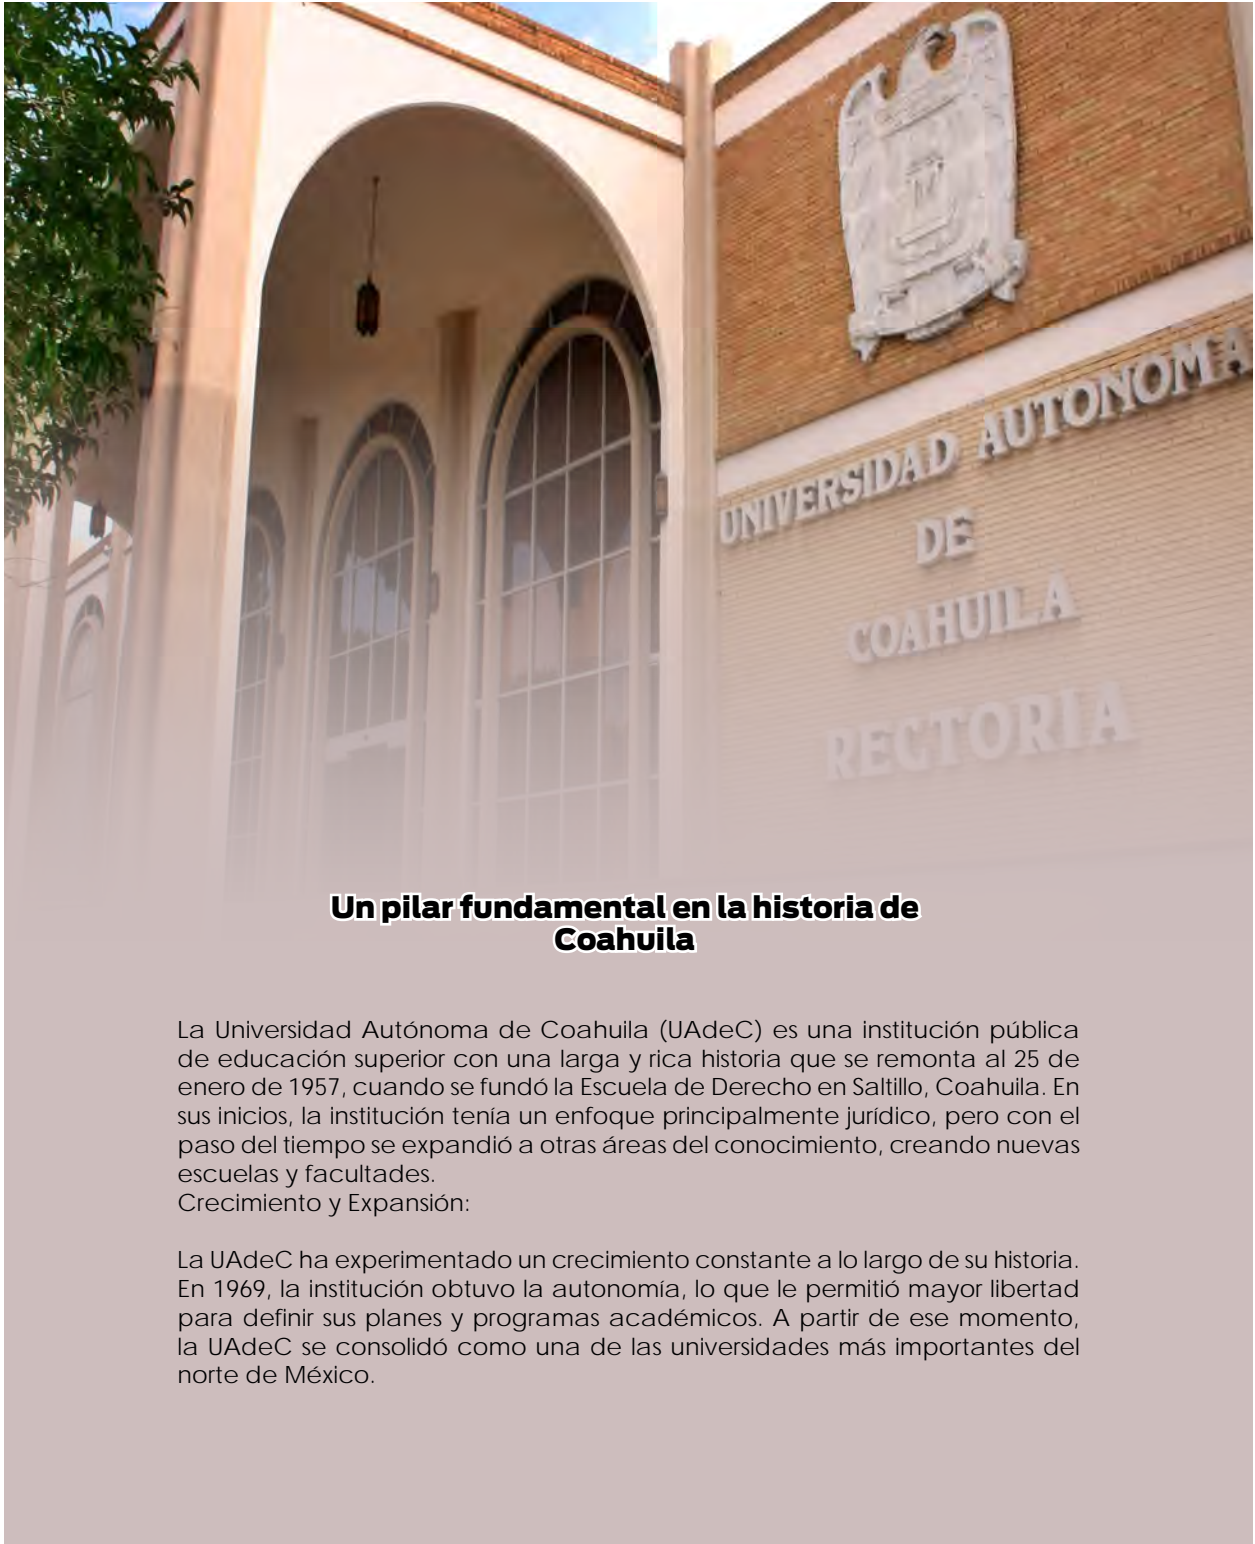 UNIVERSIDAD AUTONOMA
DE
COAHUILA
RECTORIA
Un pilar fundamental en la historia de
Coahuila
La Universidad Autónoma de Coahuila (UAdeC) es una institución pública
de educación superior con una larga y rica historia que se remonta al 25 de
enero de 1957, cuando se fundó la Escuela de Derecho en Saltillo, Coahuila. En
sus inicios, la institución tenía un enfoque principalmente jurídico, pero con el
paso del tiempo se expandió a otras áreas del conocimiento, creando nuevas
escuelas y facultades.
Crecimiento y Expansión:
La UAdeC ha experimentado un crecimiento constante a lo largo de su historia.
En 1969, la institución obtuvo la autonomía, lo que le permitió mayor libertad
para definir sus planes y programas académicos. A partir de ese momento,
la UAdeC se consolidó como una de las universidades más importantes del
norte de México.